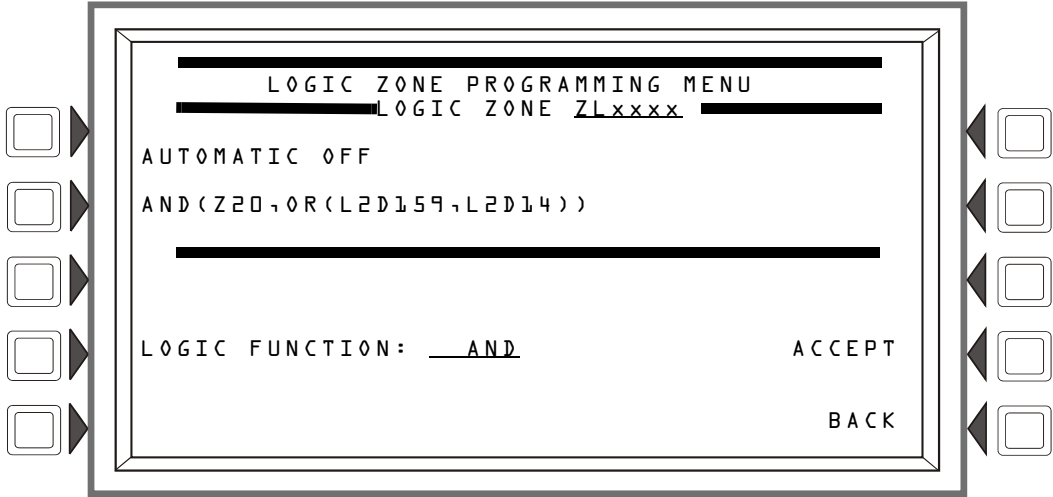 LOGIC ZONE PROGRAMMING MENU
LOGIC ZONE ZLxxxx
AUTOMATIC OFF
AND(Z20,OR(L2D159,L2D14))
LOGIC FUNCTION: AND ACCEPT
BACK